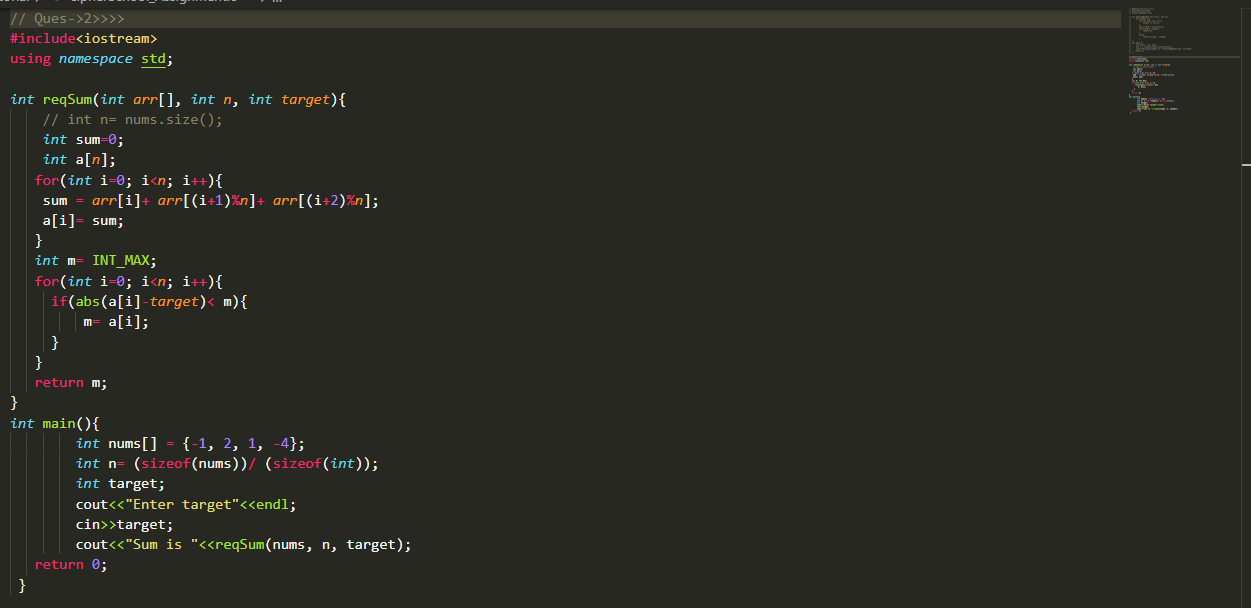 // Ques->2>>>>
#include<iostream>
using namespace std;
int reqSum(int arr[], int n, int target){
// int n= nums.size();
int sum=0;
int a[n];
for(int i=0; i<n; i++){
sum = arr[i]+ arr[(i+1)%n]+ arr[(i+2)%n];
a[i]= sum;
}
int m= INT_MAX;
for(int i=0; i<n; i++){
if(abs(a[i]-target)< m){
m= a[i];
}
}
return m;
}
int main(){
int nums[] = {-1, 2, 1, -4};
int n= (sizeof(nums))/ (sizeof(int));
int target;
cout<<"Enter target"<<endl;
cin>>target;
cout<<"Sum is "<<reqSum(nums, n, target);
return 0;
}